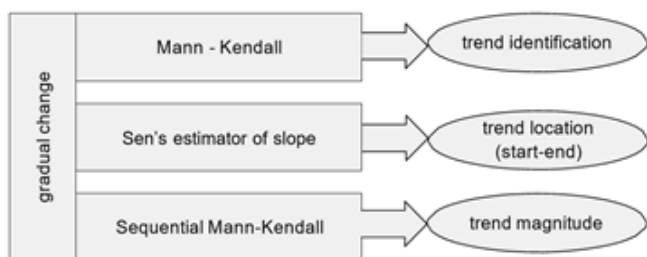 gradual change
Mann - Kendall
trend identification
Sen's estimator of slope
trend location
(start-end)
Sequential Mann-Kendall
trend magnitude